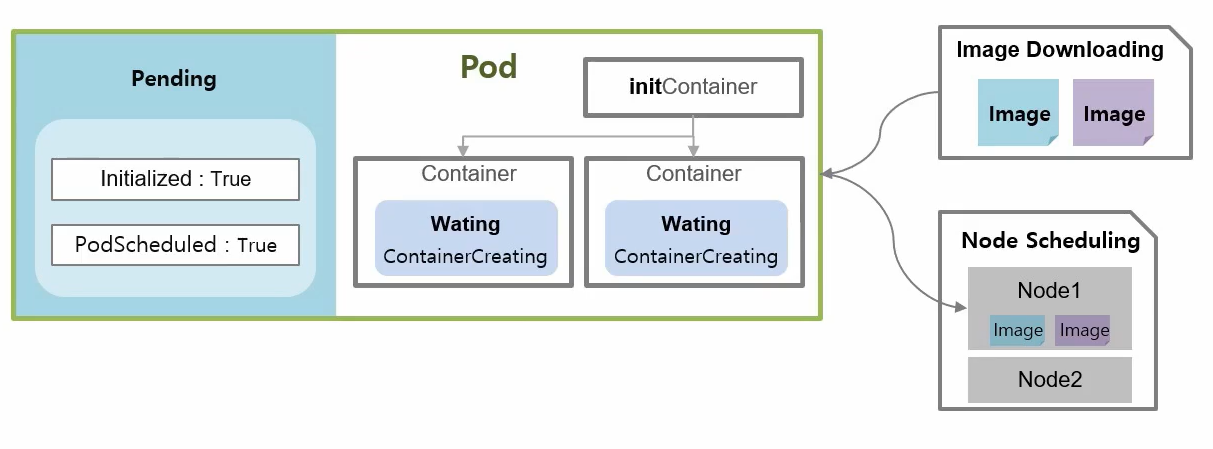 Pending
Initialized : True
PodScheduled : True
Pod
initContainer
Container
Wating
ContainerCreating
Container
Wating
ContainerCreating
Image Downloading
Image
Image
Node Scheduling
Node1
Image
Image
Node2